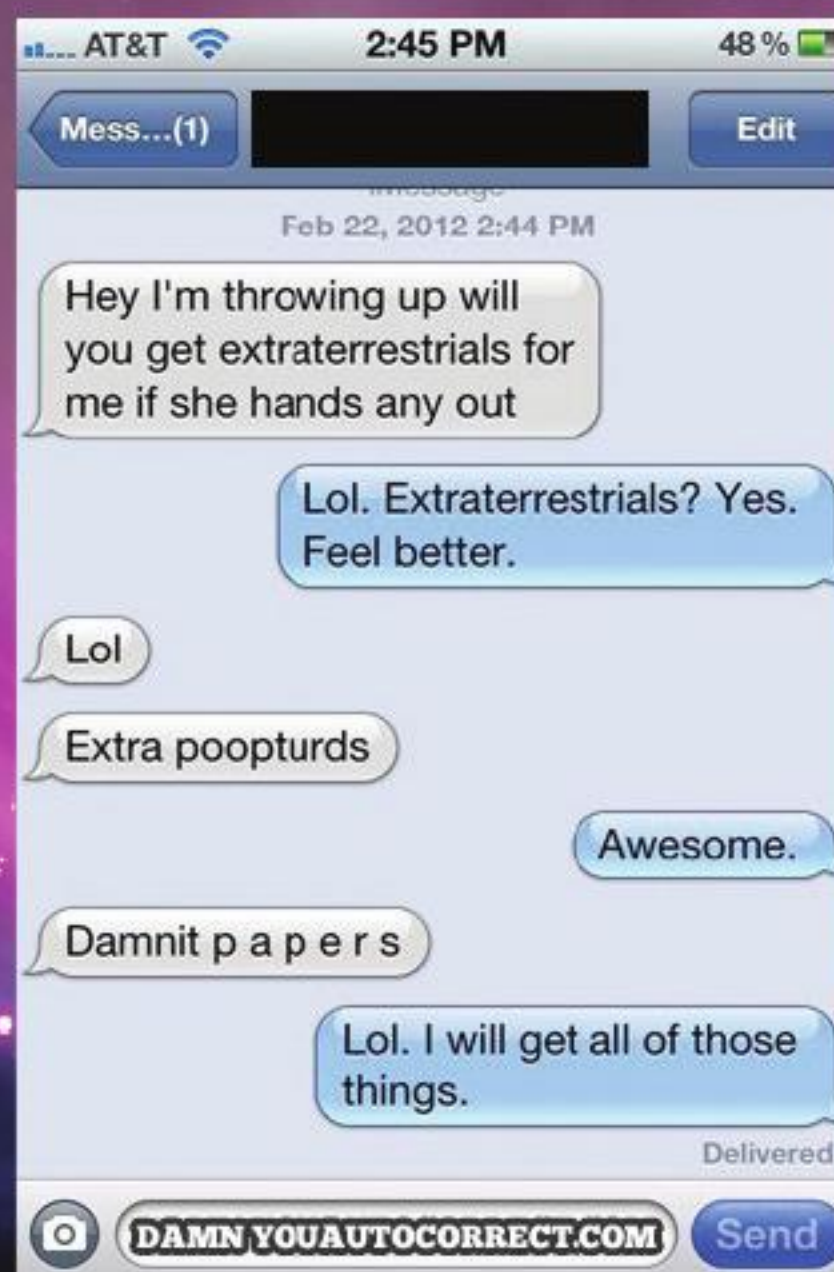 AT&T 2:45 PM 48%
Mess...(1) Edit
iMessage
Feb 22, 2012 2:44 PM
Hey I'm throwing up will
you get extraterrestrials for
me if she hands any out
Lol. Extraterrestrials? Yes.
Feel better.
Lol
Extra poopturds
Awesome.
Damnit p a p e r s
Lol. I will get all of those
things.
Delivered
DAMNYOUAUTOCORRECT.COM Send